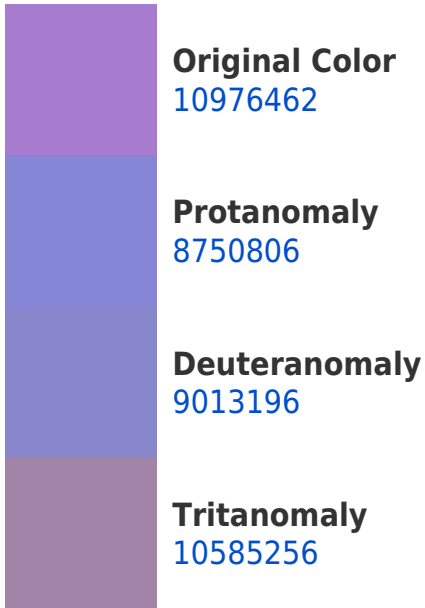 Original Color
10976462
Protanomaly
8750806
Deuteranomaly
9013196
Tritanomaly
10585256